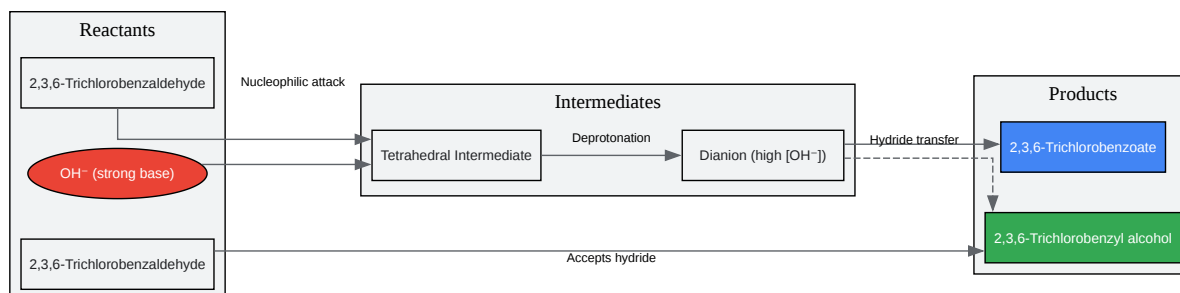 Reactants
2,3,6-Trichlorobenzaldehyde
OH⁻ (strong base)
2,3,6-Trichlorobenzaldehyde
Nucleophilic attack
Intermediates
Tetrahedral Intermediate
Deprotonation
Dianion (high [OH⁻])
Hydride transfer
Accepts hydride
Products
2,3,6-Trichlorobenzoate
2,3,6-Trichlorobenzyl alcohol